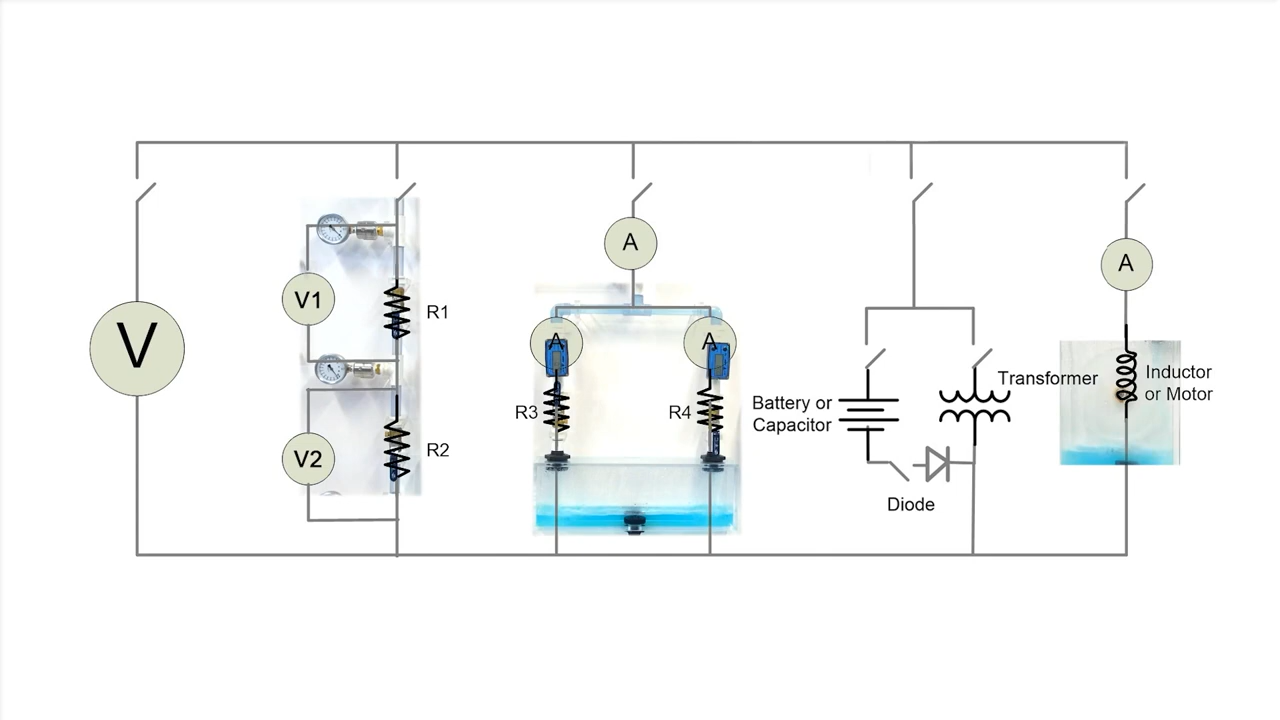 V
V1
R1
V2
R2
A
A
A
R3
R4
Battery or
Capacitor
Transformer
Diode
A
Inductor
or Motor